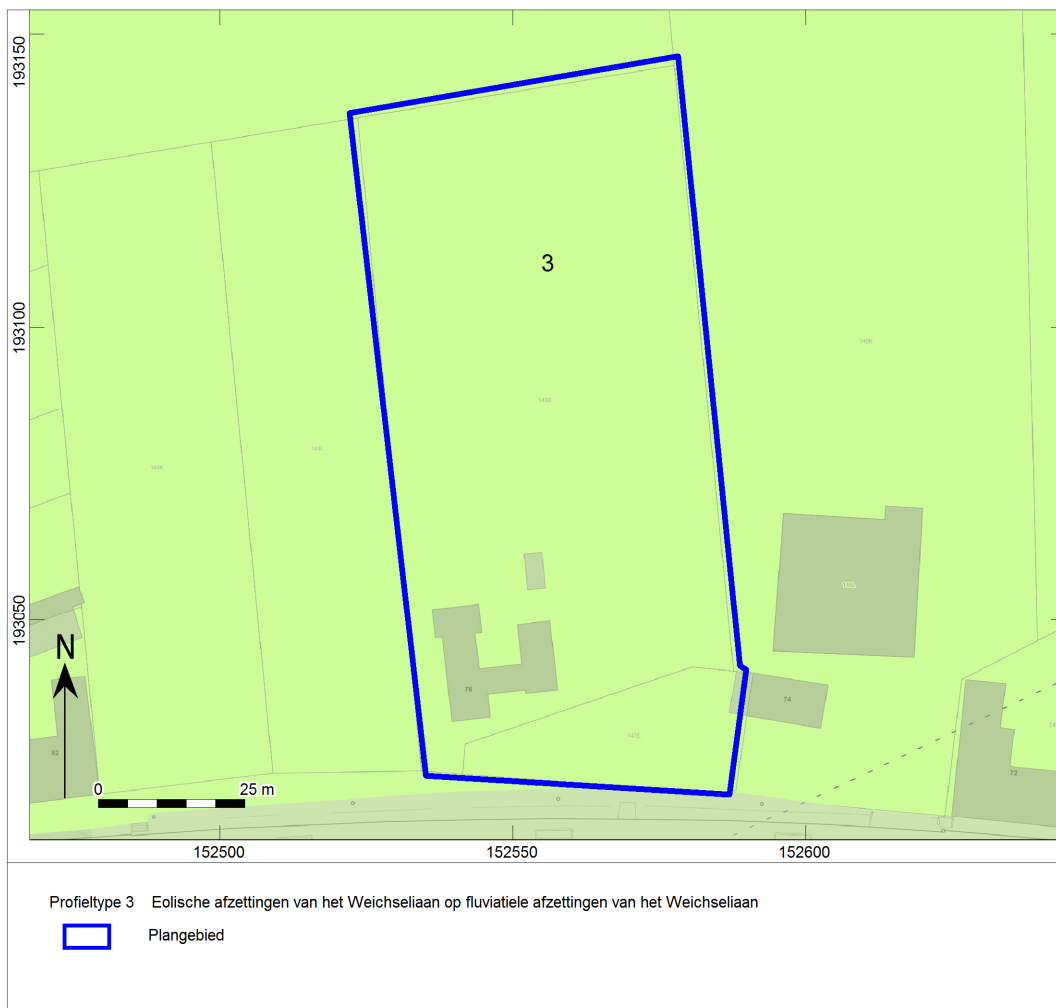 193150
3
193100
193050
76
74
82
72
N
0 25 m
152500 152550 152600
Profieltype 3 Eolische afzettingen van het Weichseliaan op fluviatiele afzettingen van het Weichseliaan
Plangebied